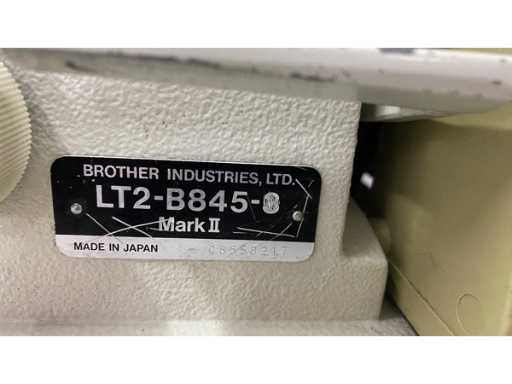 BROTHER INDUSTRIES, LTD.
LT2-B845-
Mark II
MADE IN JAPAN